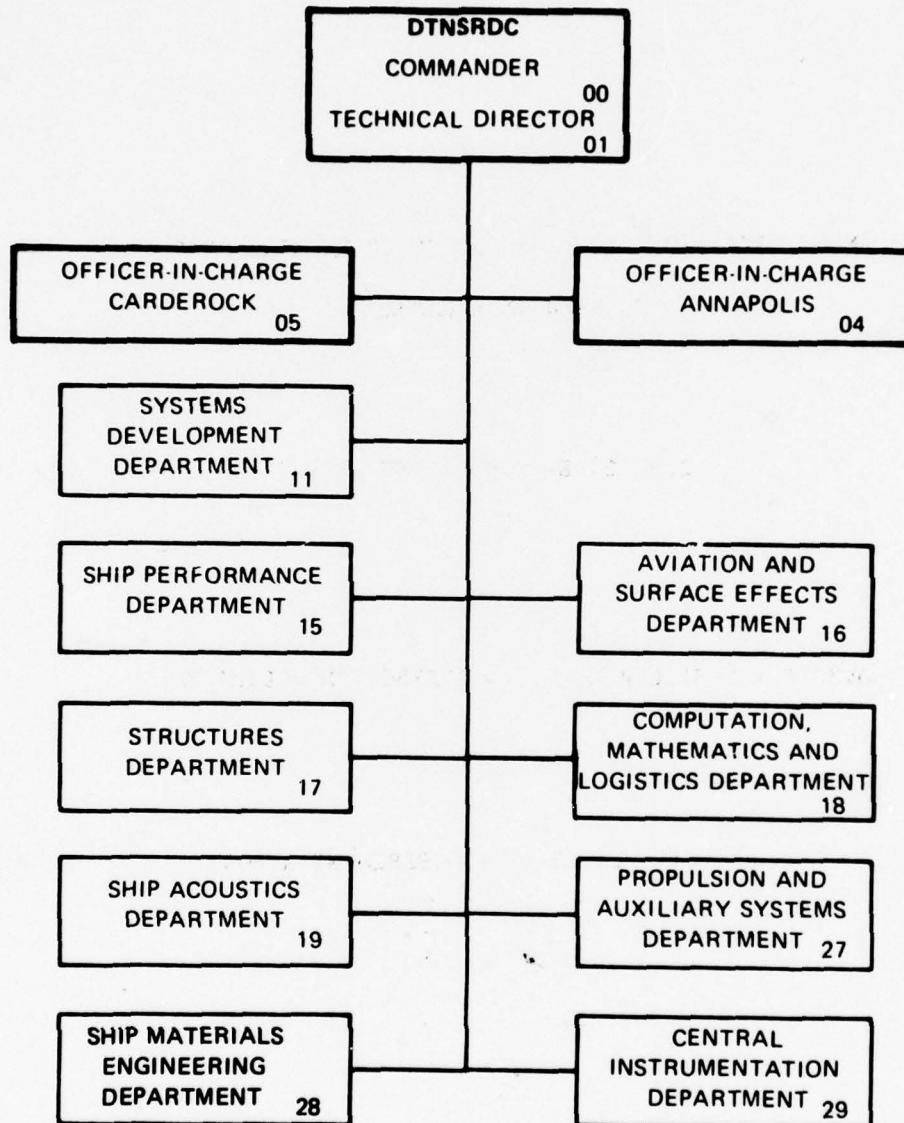 DTNSRDC
COMMANDER
00
TECHNICAL DIRECTOR
01
OFFICER-IN-CHARGE
CARDEROCK
05
OFFICER-IN-CHARGE
ANNAPOLIS
04
SYSTEMS
DEVELOPMENT
DEPARTMENT
11
SHIP PERFORMANCE
DEPARTMENT
15
AVIATION AND
SURFACE EFFECTS
DEPARTMENT
16
STRUCTURES
DEPARTMENT
17
COMPUTATION,
MATHEMATICS AND
LOGISTICS DEPARTMENT
18
SHIP ACOUSTICS
DEPARTMENT
19
PROPULSION AND
AUXILIARY SYSTEMS
DEPARTMENT
27
SHIP MATERIALS
ENGINEERING
DEPARTMENT
28
CENTRAL
INSTRUMENTATION
DEPARTMENT
29